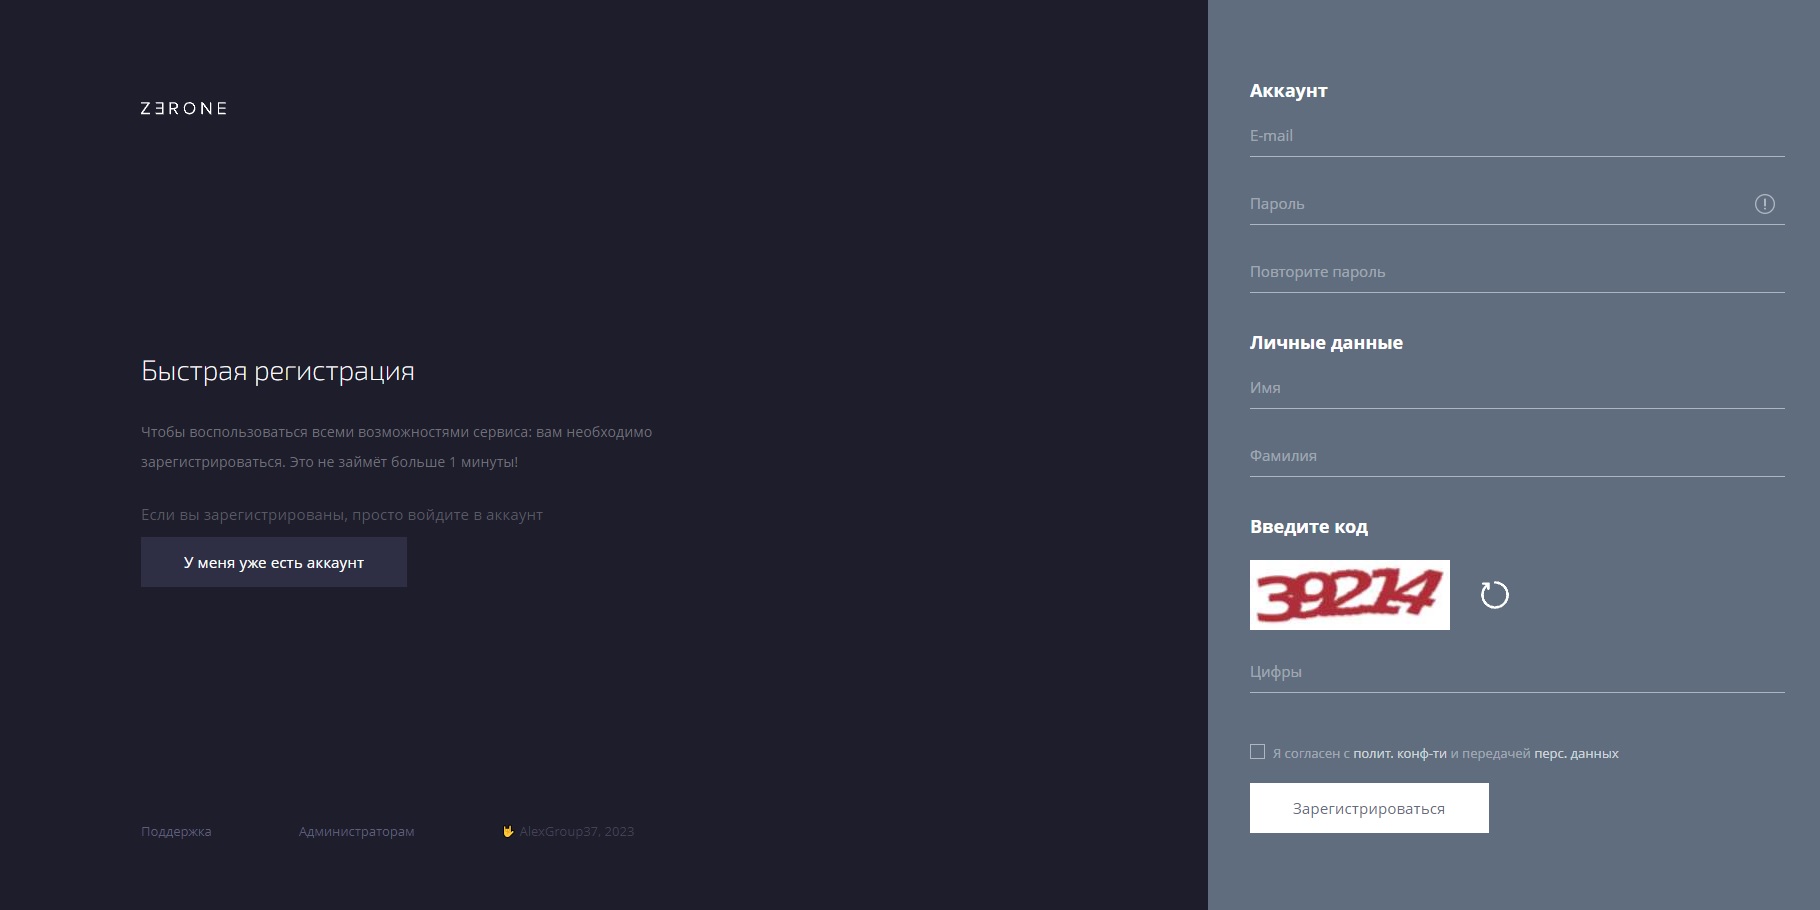 ZƎRONE
Быстрая регистрация
Чтобы воспользоваться всеми возможностями сервиса: вам необходимо
зарегистрироваться. Это не займёт больше 1 минуты!
Если вы зарегистрированы, просто войдите в аккаунт
У меня уже есть аккаунт
Поддержка
Администраторам
🤟 AlexGroup37, 2023
Аккаунт
E-mail
Пароль
Повторите пароль
Личные данные
Имя
Фамилия
Введите код
39214
Цифры
Я согласен с полит. конф-ти и передачей перс. данных
Зарегистрироваться